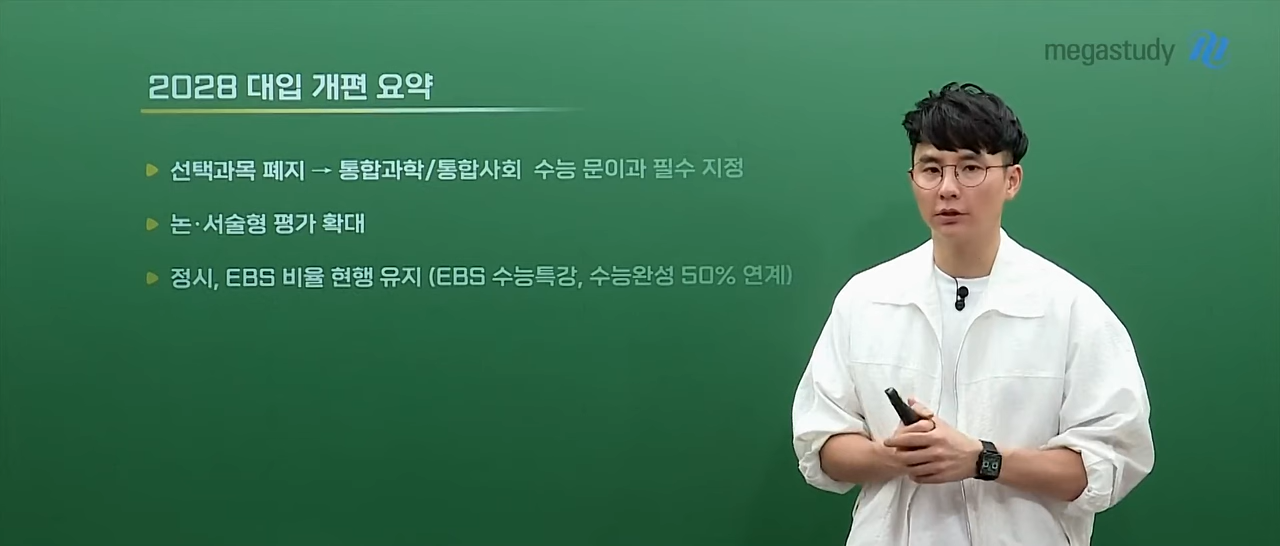 megastudy
2028 대입 개편 요약
선택과목 폐지 → 통합과학/통합사회 수능 문이과 필수 지정
논·서술형 평가 확대
정시, EBS 비율 현행 유지 (EBS 수능특강, 수능완성 50% 연계)